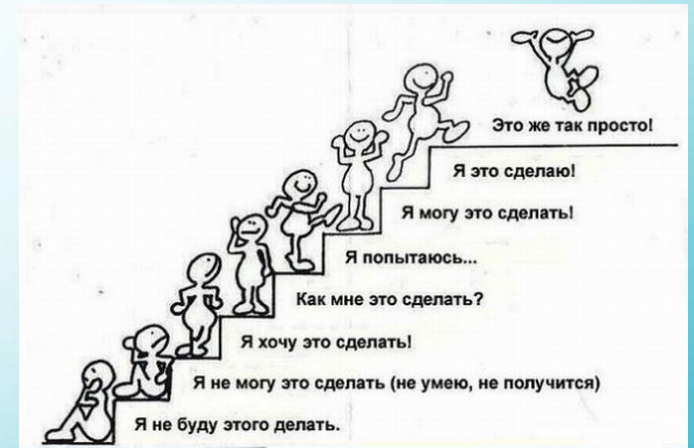 Это же так просто!
Я это сделаю!
Я могу это сделать!
Я попытаюсь...
Как мне это сделать?
Я хочу это сделать!
Я не могу это сделать (не умею, не получится)
Я не буду этого делать.